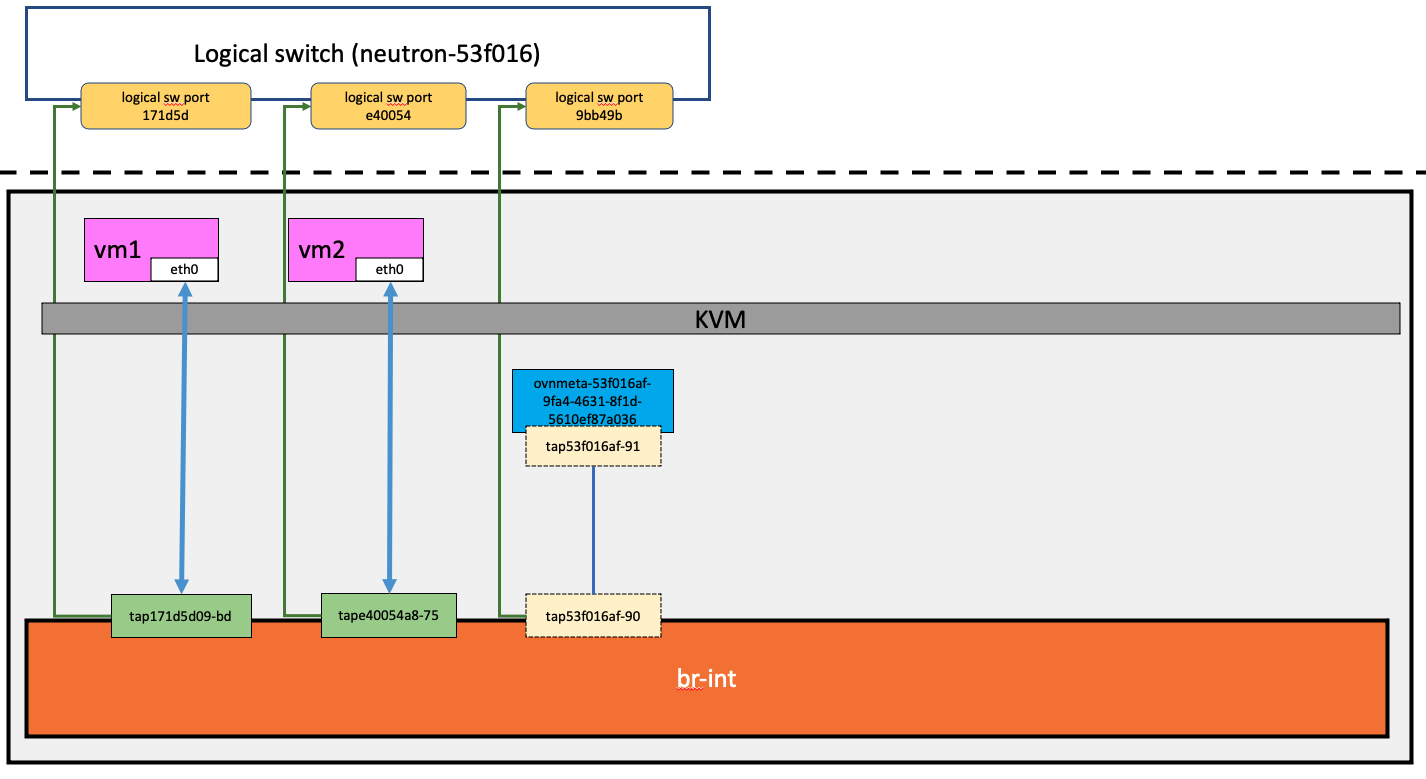 Logical switch (neutron-53f016)
logical sw port
171d5d
logical sw port
e40054
logical sw port
9bb49b
vm1
eth0
vm2
eth0
KVM
ovnmeta-53f016af-
9fa4-4631-8f1d-
5610ef87a036
tap53f016af-91
tap171d5d09-bd
tape40054a8-75
tap53f016af-90
br-int